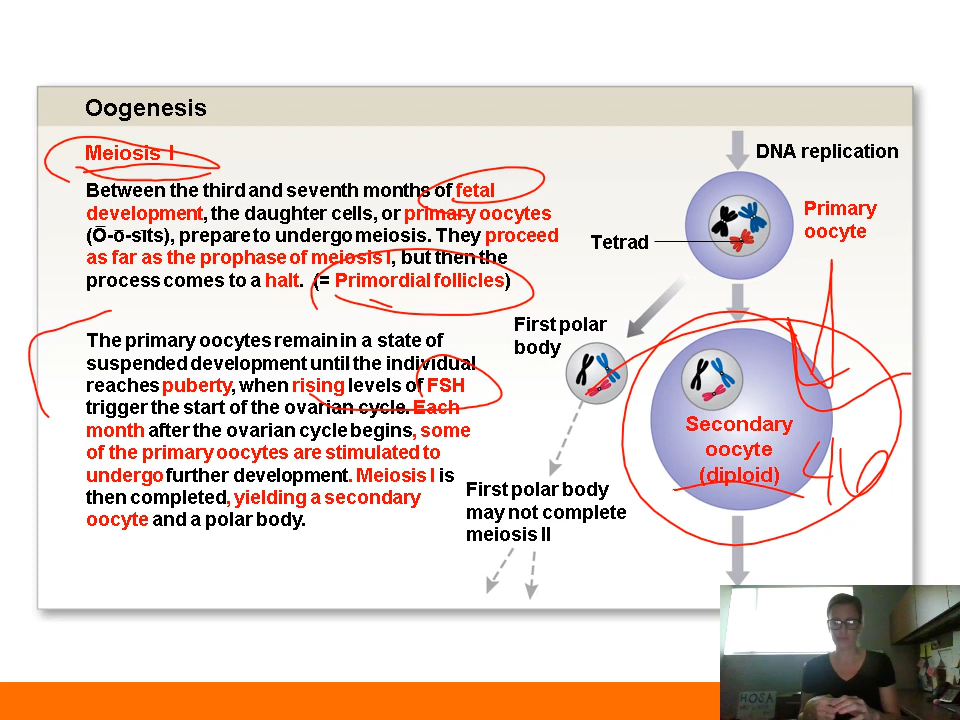 Oogenesis
Meiosis I
Between the third and seventh months of fetal
development, the daughter cells, or primary oocytes
(Ō-ō-sīts), prepare to undergo meiosis. They proceed
as far as the prophase of meiosis I, but then the
process comes to a halt. (= Primordial follicles)
The primary oocytes remain in a state of
suspended development until the individual
reaches puberty, when rising levels of FSH
trigger the start of the ovarian cycle. Each
month after the ovarian cycle begins, some
of the primary oocytes are stimulated to
undergo further development. Meiosis I is
then completed, yielding a secondary
oocyte and a polar body.
DNA replication
Primary
oocyte
Tetrad
First polar
body
Secondary
oocyte
(diploid)
46
First polar body
may not complete
meiosis II
HOSA